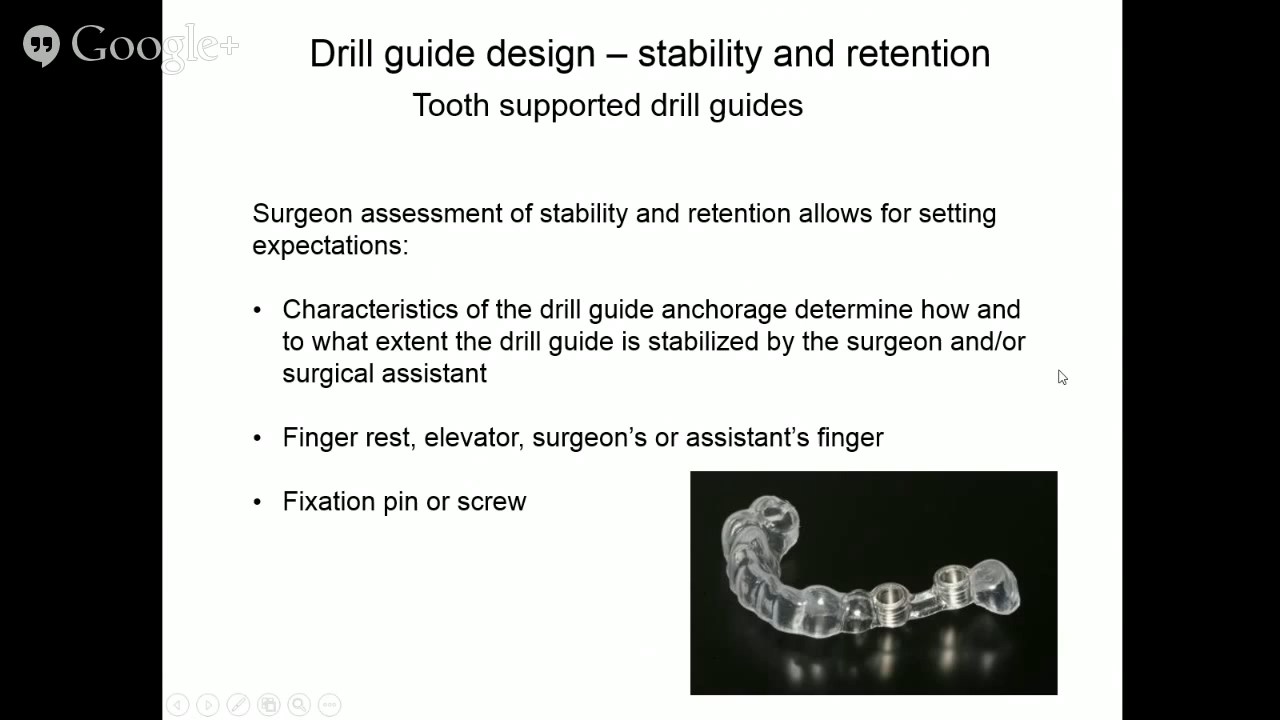 Google+
Drill guide design – stability and retention
Tooth supported drill guides
Surgeon assessment of stability and retention allows for setting
expectations:
• Characteristics of the drill guide anchorage determine how and
to what extent the drill guide is stabilized by the surgeon and/or
surgical assistant
• Finger rest, elevator, surgeon’s or assistant’s finger
• Fixation pin or screw